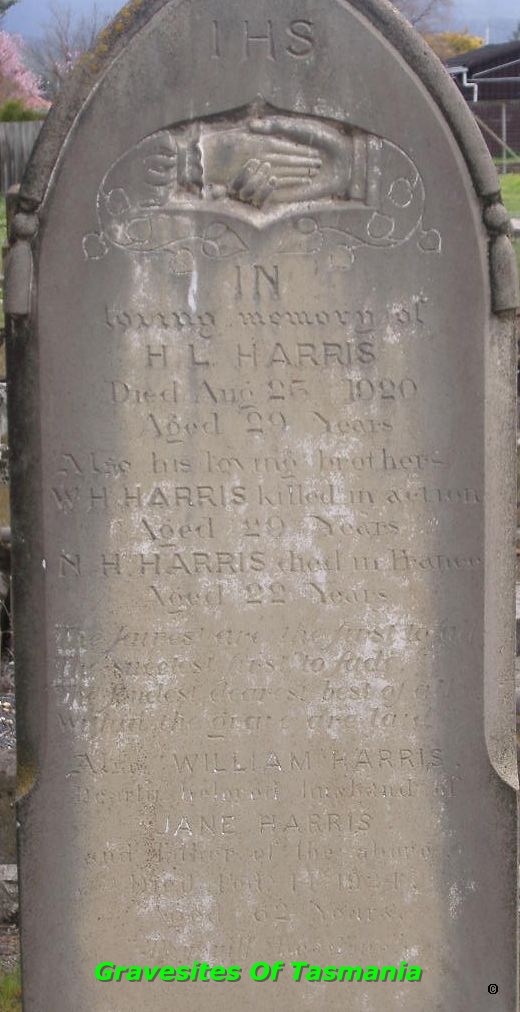 IHS
IN
loving memory of
H L HARRIS
Died Aug 25 1920
Aged 29 Years
Also his loving brothers
W H HARRIS killed in action
Aged 29 Years
N H HARRIS died in France
Aged 22 Years
The fairest are the first to
The sweetest first to fade
The fondest dearest best of all
Within the grave are laid
Also WILLIAM HARRIS
Dearly beloved husband of
JANE HARRIS
and father of the above
Died
Aged 62 Years
Gravesites Of Tasmania
©